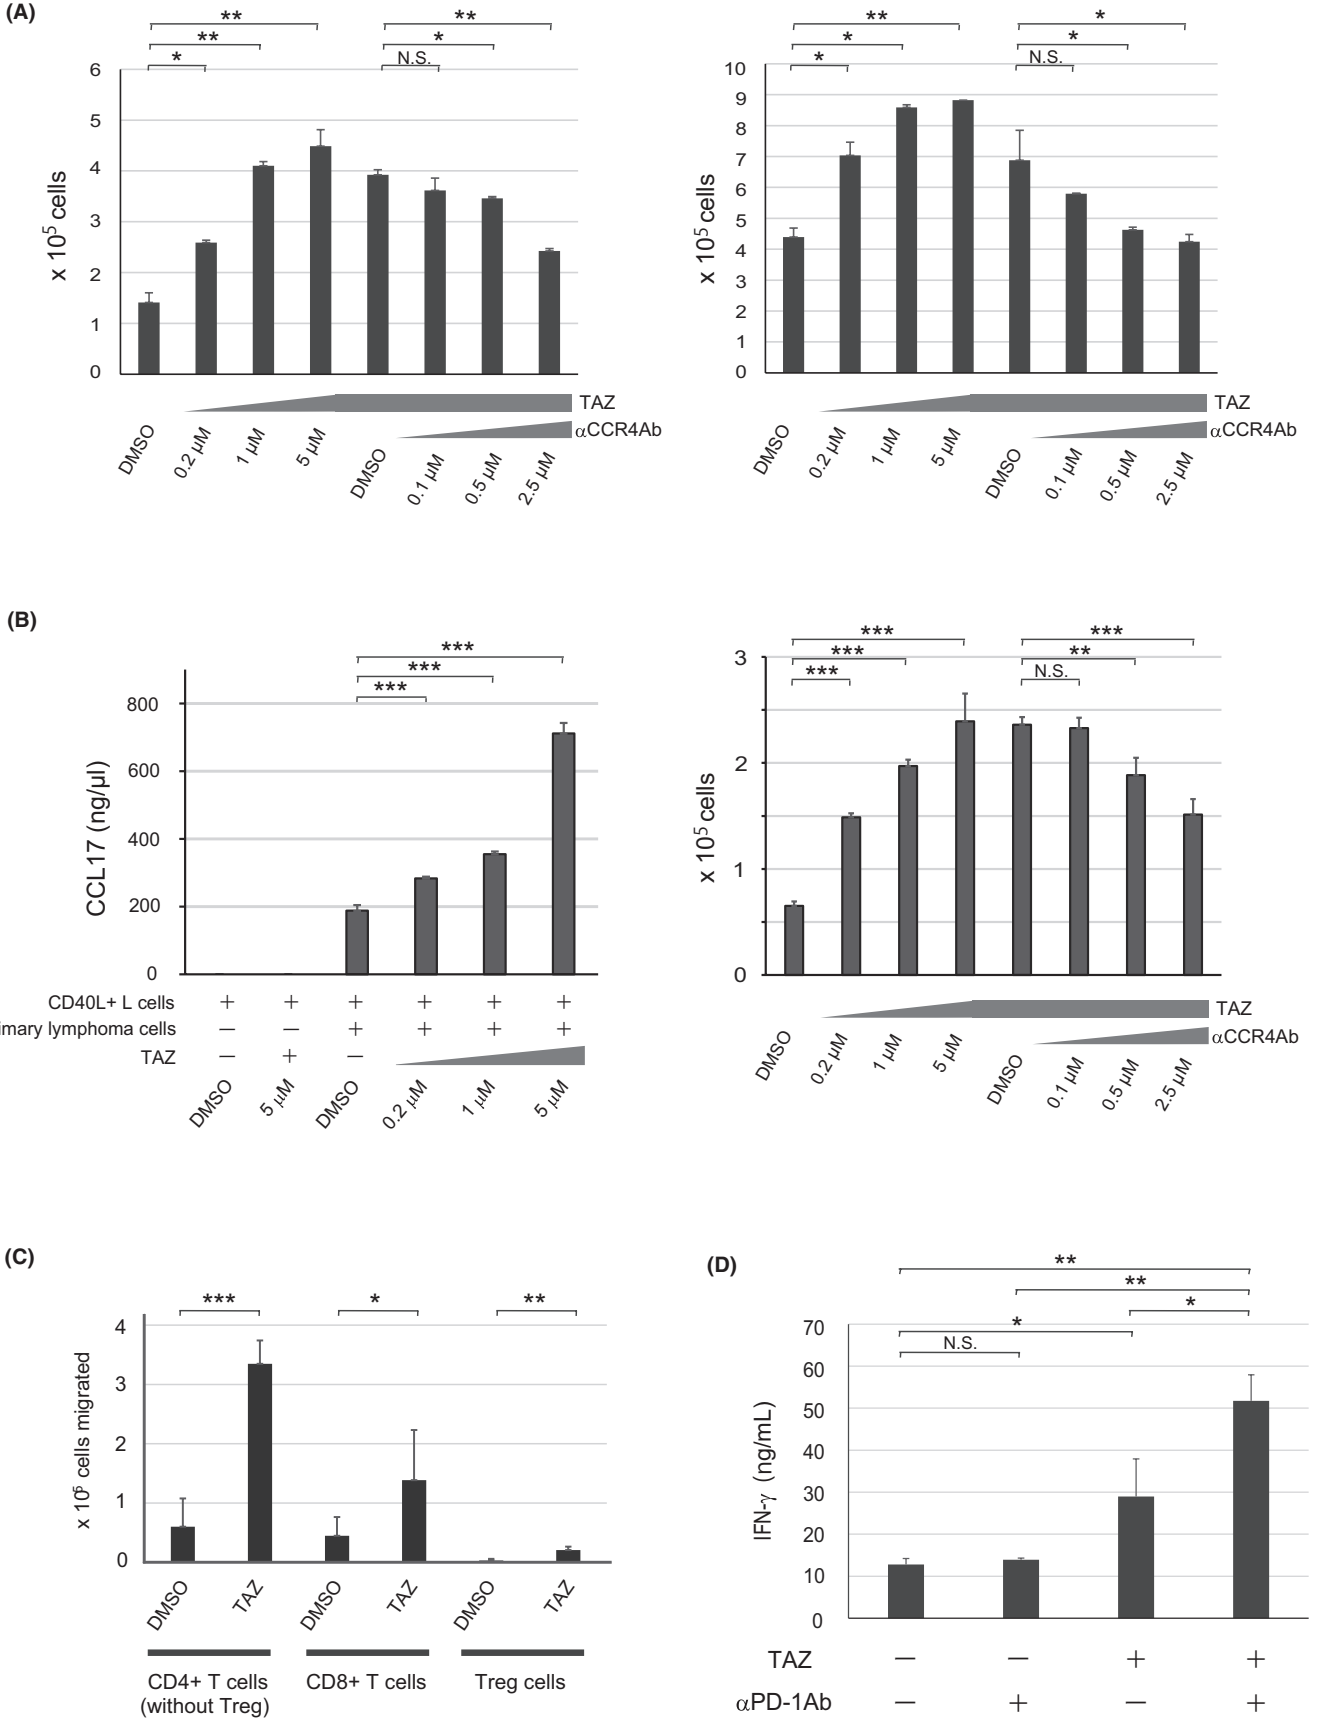 (A)
** **
** *
* N.S.
x 10⁵ cells
6
5
4
3
2
1
0
TAZ
αCCR4Ab
DMSO 0.2 μM 1 μM 5 μM DMSO 0.1 μM 0.5 μM 2.5 μM
** *
* *
* N.S.
x 10⁵ cells
10
9
8
7
6
5
4
3
2
1
0
TAZ
αCCR4Ab
DMSO 0.2 μM 1 μM 5 μM DMSO 0.1 μM 0.5 μM 2.5 μM
(B)
***
***
***
CCL17 (ng/μl)
800
600
400
200
0
CD40L+ L cells + + + + + +
imary lymphoma cells – – + + + +
TAZ – + –
DMSO 5 μM DMSO 0.2 μM 1 μM 5 μM
*** ***
*** **
*** N.S.
x 10⁵ cells
3
2
1
0
TAZ
αCCR4Ab
DMSO 0.2 μM 1 μM 5 μM DMSO 0.1 μM 0.5 μM 2.5 μM
(C)
*** * **
x 10⁵ cells migrated
4
3
2
1
0
DMSO TAZ DMSO TAZ DMSO TAZ
CD4+ T cells CD8+ T cells Treg cells
(without Treg)
(D)
**
**
*
*
N.S.
IFN-γ (ng/mL)
70
60
50
40
30
20
10
0
TAZ – – + +
αPD-1Ab – + – +